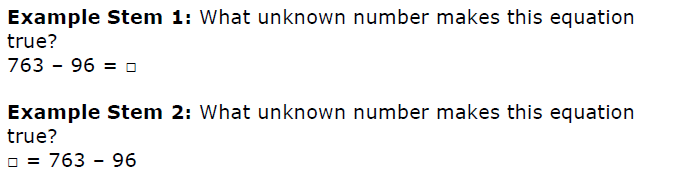 Example Stem 1: What unknown number makes this equation
true?
763 – 96 = □
Example Stem 2: What unknown number makes this equation
true?
□ = 763 – 96